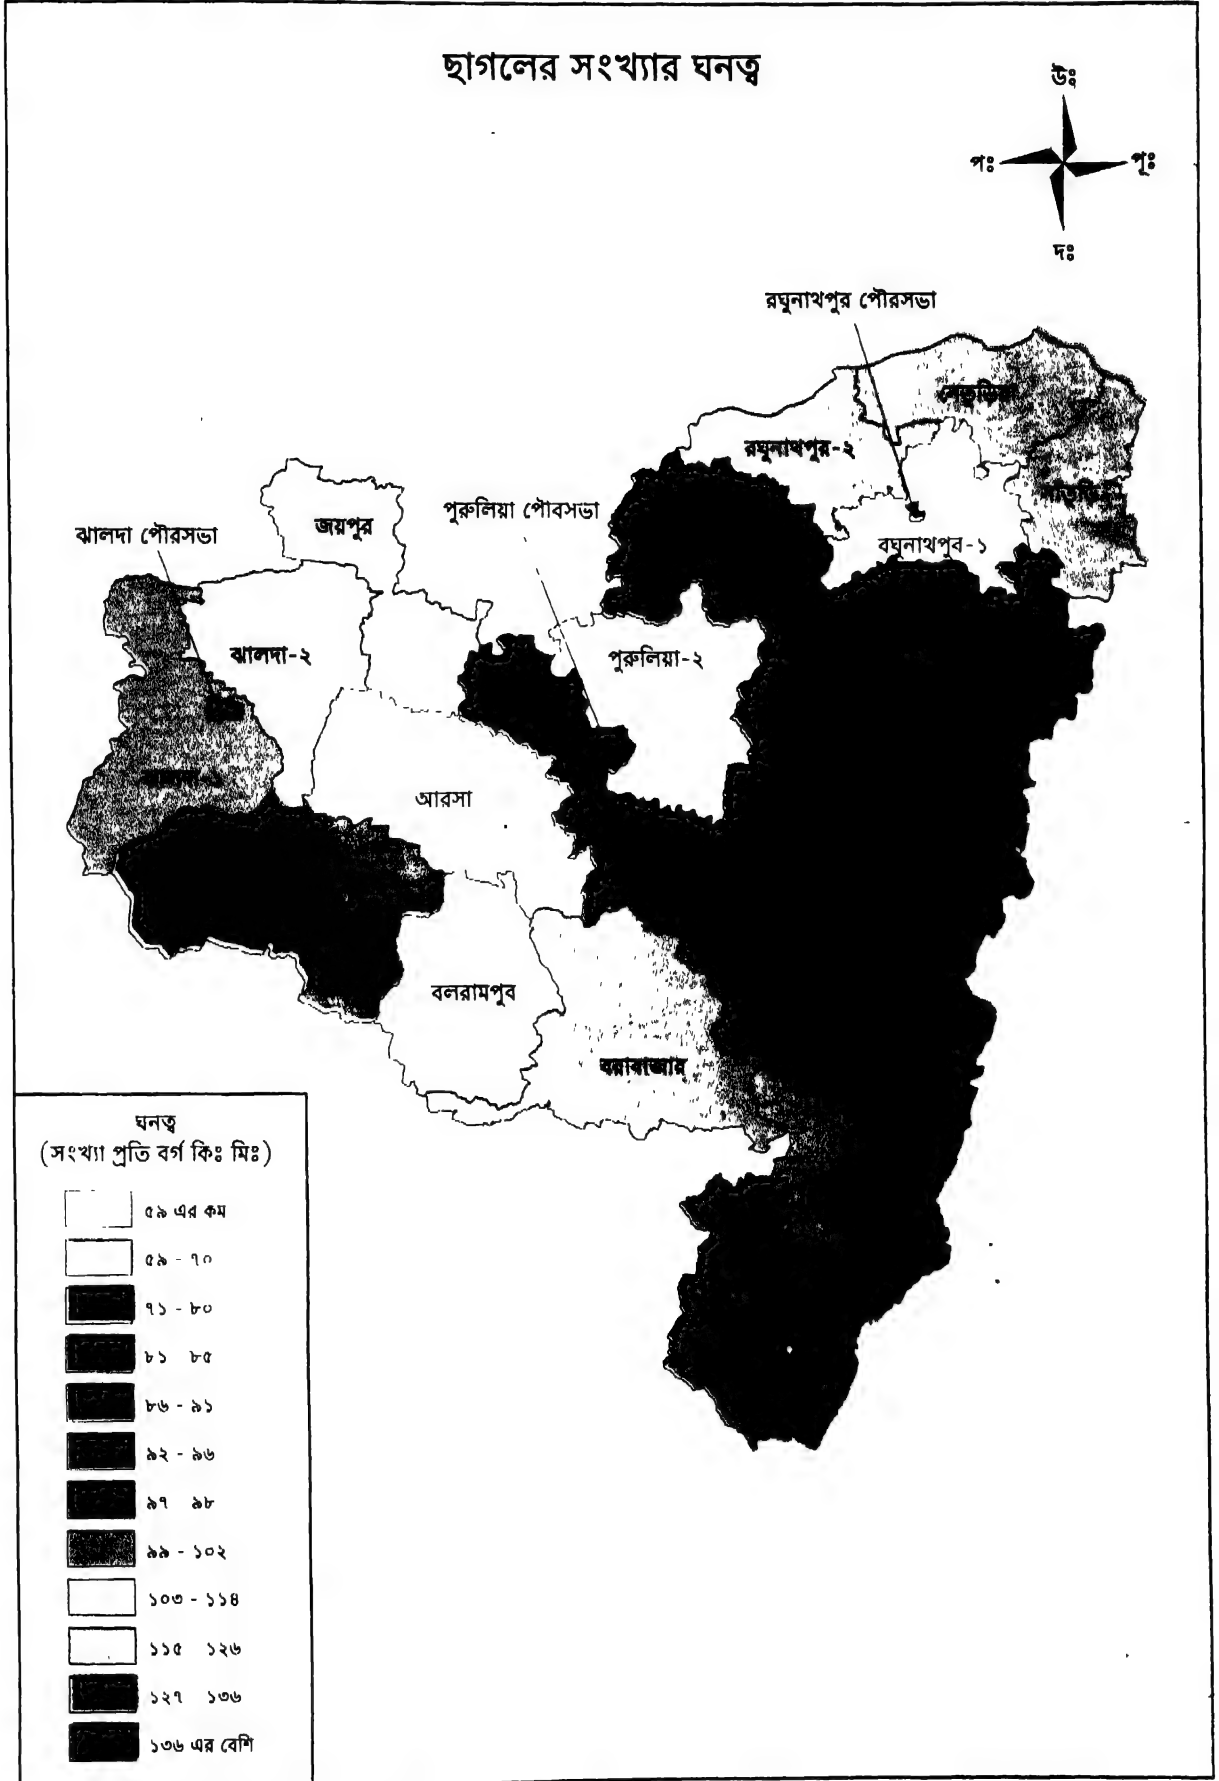 ছাগলের সংখ্যার ঘনত্ব
উঃ
পঃ
পূঃ
দঃ
রঘুনাথপুর পৌরসভা
রঘুনাথপুর-২
পুরুলিয়া পৌবসভা
জয়পুর
ঝালদা পৌরসভা
বঘুনাথপুব-১
ঝালদা-২
পুরুলিয়া-২
আরসা
বলরামপুব
বরাবাজার
ঘনত্ব
(সংখ্যা প্রতি বর্গ কিঃ মিঃ)
৫৯ এর কম
৫৯ - ৭০
৭১ - ৮০
৮১ ৮৫
৮৬ - ৯১
৯২ - ৯৬
৯৭ ৯৮
৯৯ - ১০২
১০৩ - ১১৪
১১৫ ১২৬
১২৭ ১৩৬
১৩৬ এর বেশি